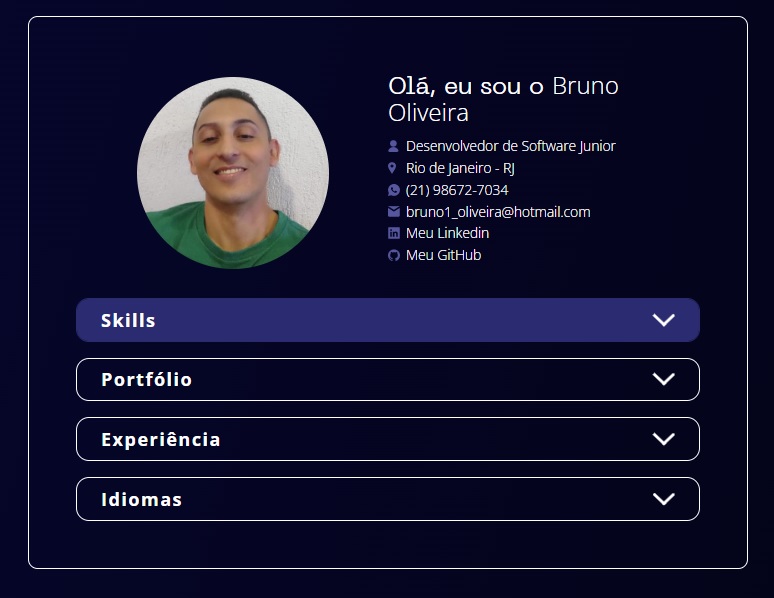 Olá, eu sou o Bruno
Oliveira
Desenvolvedor de Software Junior
Rio de Janeiro - RJ
(21) 98672-7034
bruno1_oliveira@hotmail.com
Meu Linkedin
Meu GitHub
Skills
Portfólio
Experiência
Idiomas